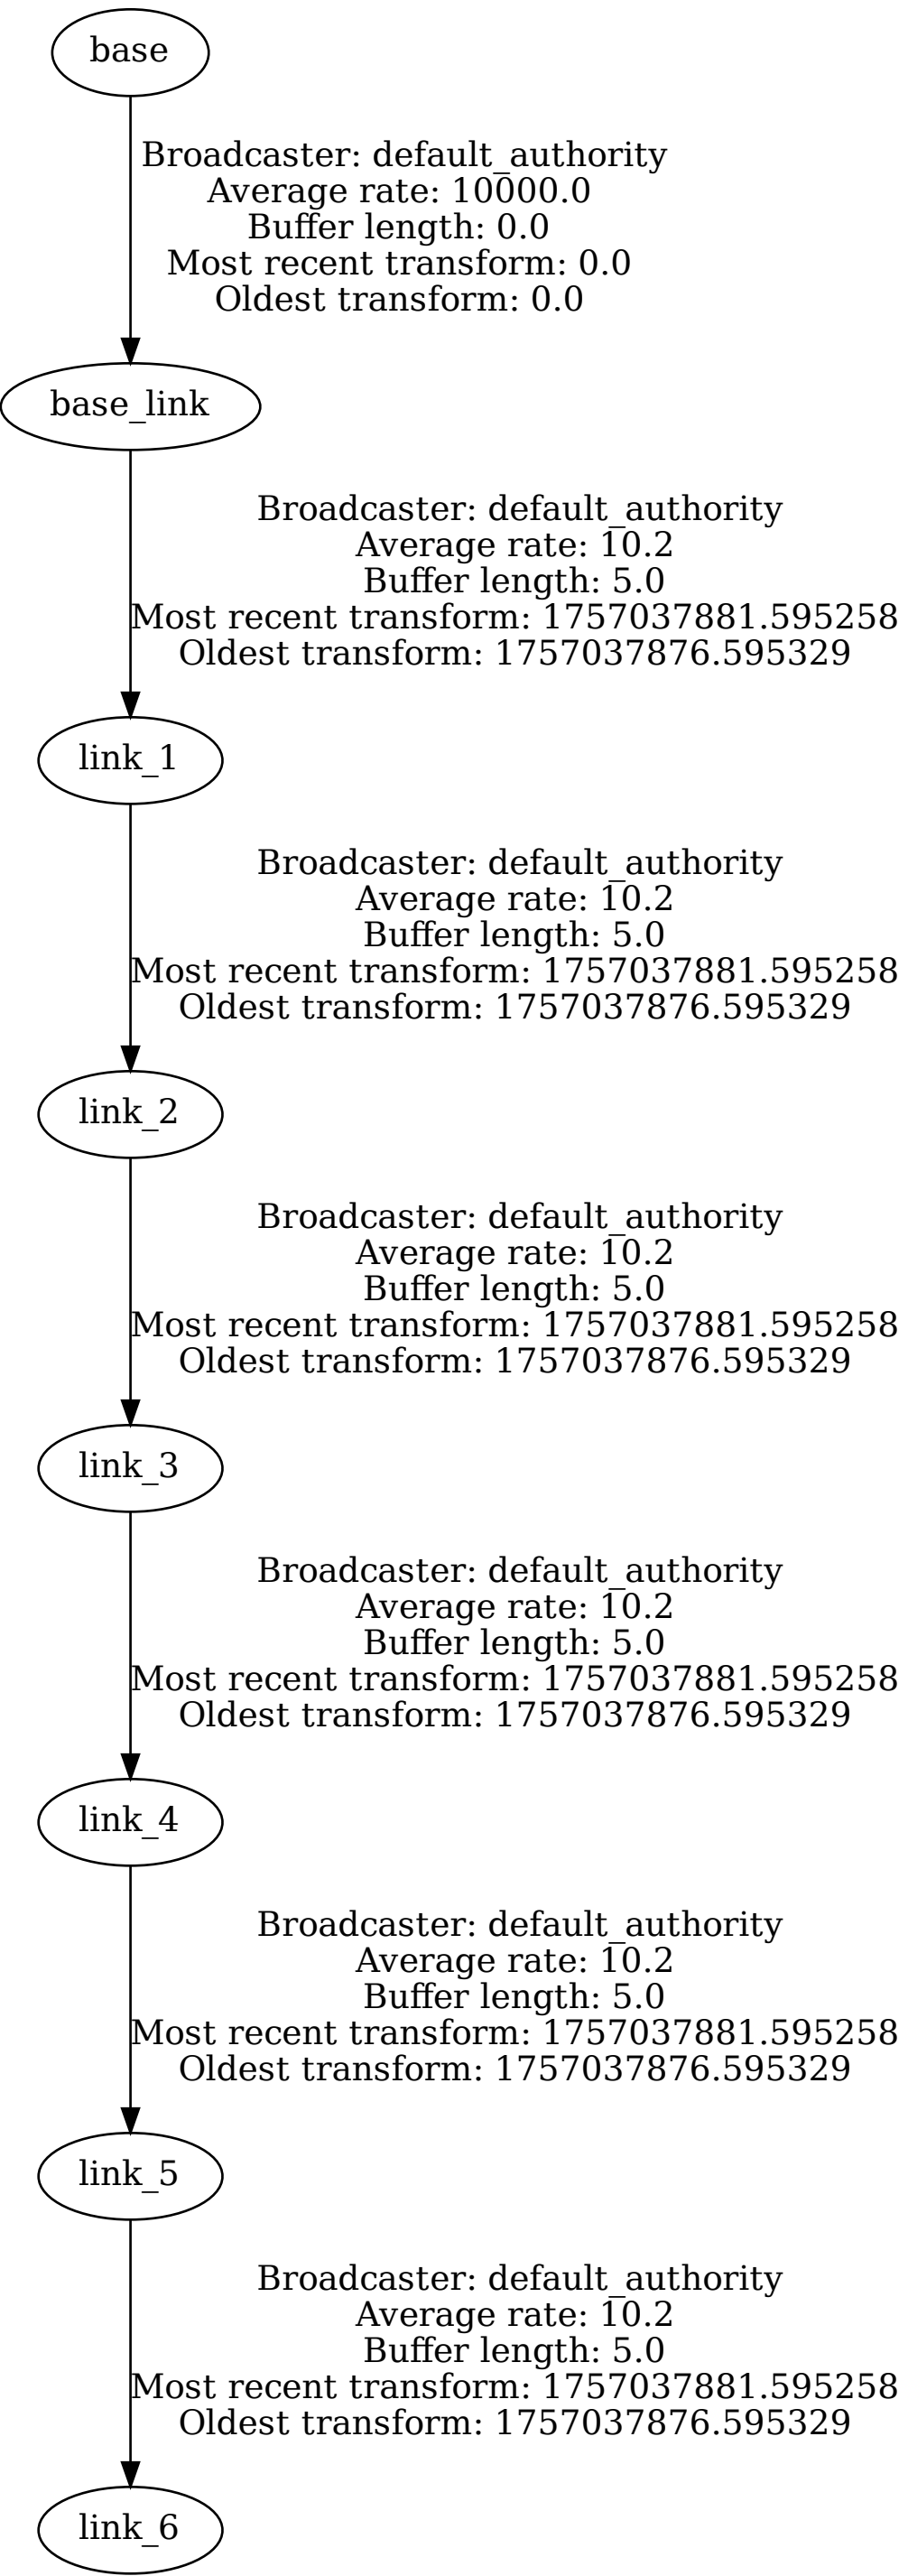 base
Broadcaster: default_authority
Average rate: 10000.0
Buffer length: 0.0
Most recent transform: 0.0
Oldest transform: 0.0
base_link
Broadcaster: default_authority
Average rate: 10.2
Buffer length: 5.0
Most recent transform: 1757037881.595258
Oldest transform: 1757037876.595329
link_1
Broadcaster: default_authority
Average rate: 10.2
Buffer length: 5.0
Most recent transform: 1757037881.595258
Oldest transform: 1757037876.595329
link_2
Broadcaster: default_authority
Average rate: 10.2
Buffer length: 5.0
Most recent transform: 1757037881.595258
Oldest transform: 1757037876.595329
link_3
Broadcaster: default_authority
Average rate: 10.2
Buffer length: 5.0
Most recent transform: 1757037881.595258
Oldest transform: 1757037876.595329
link_4
Broadcaster: default_authority
Average rate: 10.2
Buffer length: 5.0
Most recent transform: 1757037881.595258
Oldest transform: 1757037876.595329
link_5
Broadcaster: default_authority
Average rate: 10.2
Buffer length: 5.0
Most recent transform: 1757037881.595258
Oldest transform: 1757037876.595329
link_6